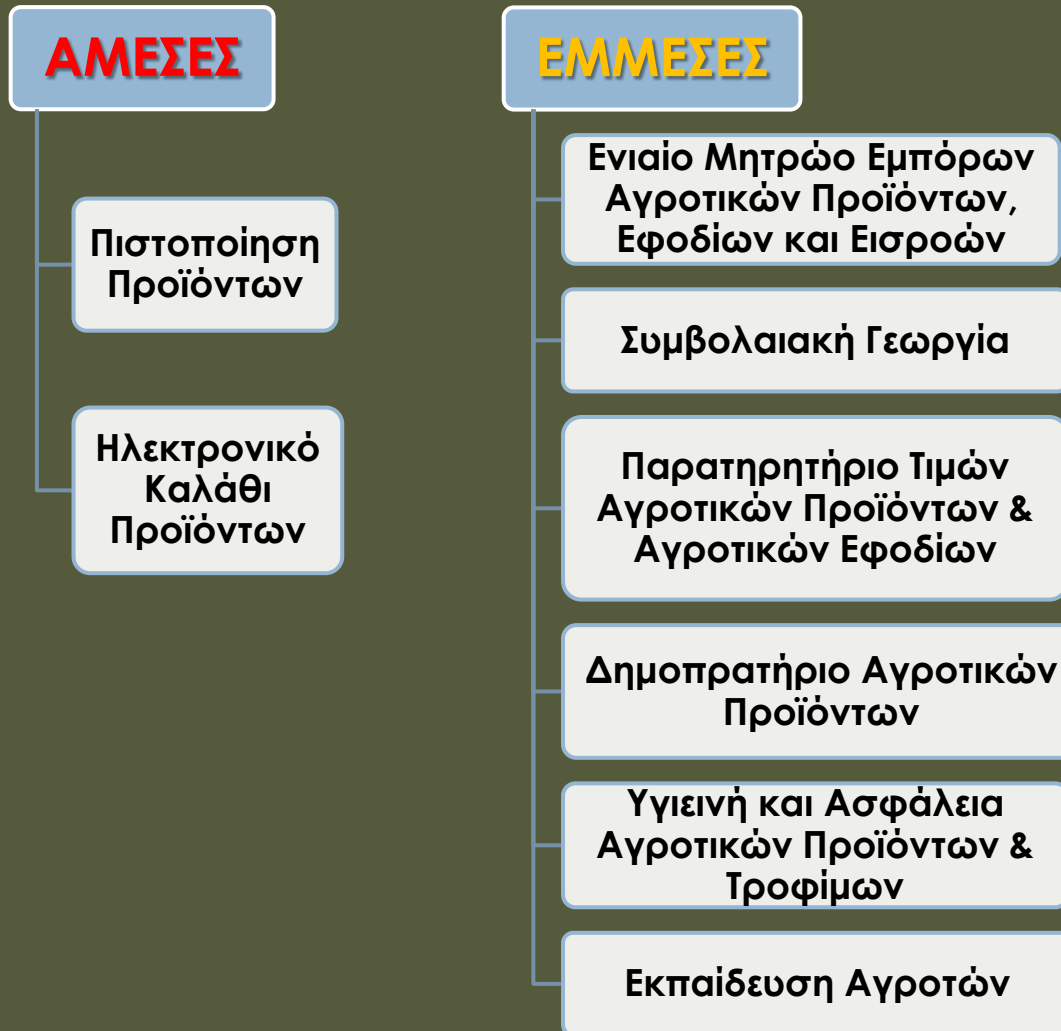 ΑΜΕΣΕΣ
Πιστοποίηση
Προϊόντων
Ηλεκτρονικό
Καλάθι
Προϊόντων
ΕΜΜΕΣΕΣ
Ενιαίο Μητρώο Εμπόρων
Αγροτικών Προϊόντων,
Εφοδίων και Εισροών
Συμβολαιακή Γεωργία
Παρατηρητήριο Τιμών
Αγροτικών Προϊόντων &
Αγροτικών Εφοδίων
Δημοπρατήριο Αγροτικών
Προϊόντων
Υγιεινή και Ασφάλεια
Αγροτικών Προϊόντων &
Τροφίμων
Εκπαίδευση Αγροτών